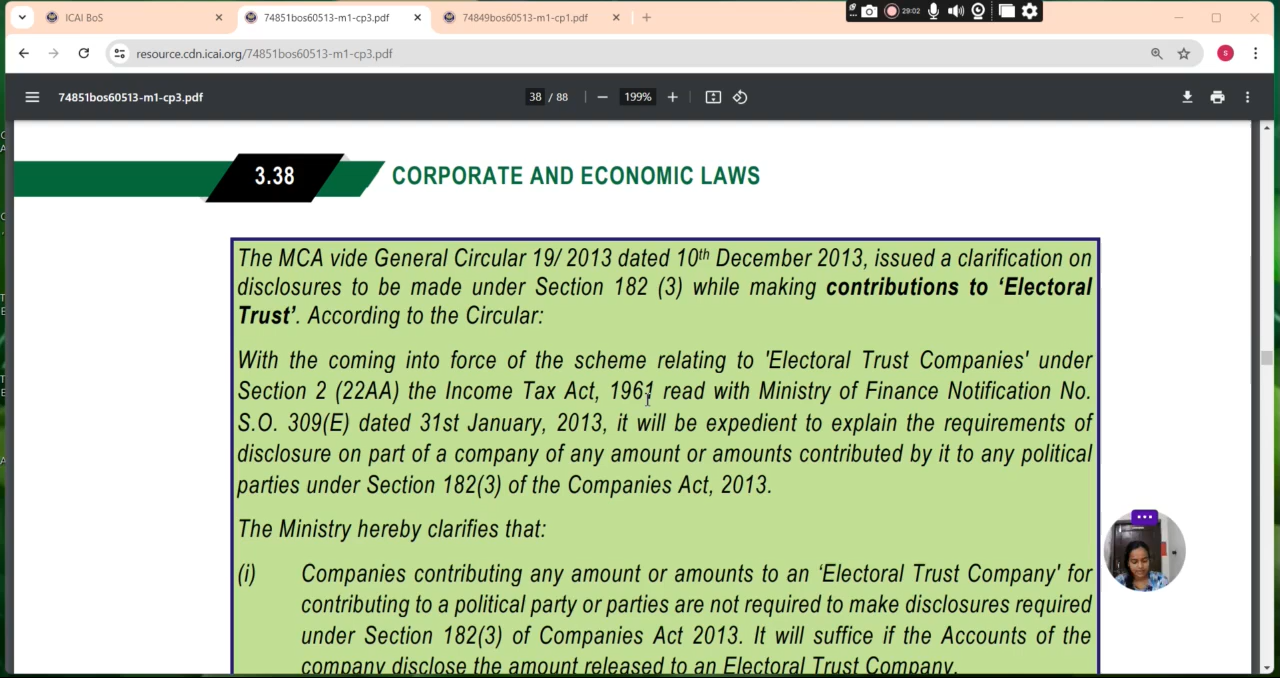 ICAI BoS
74851bos60513-m1-cp3.pdf
74849bos60513-m1-cp1.pdf
29:02
resource.cdn.icai.org/74851bos60513-m1-cp3.pdf
S
74851bos60513-m1-cp3.pdf
38 / 88
199%
3.38
CORPORATE AND ECONOMIC LAWS
The MCA vide General Circular 19/ 2013 dated 10th December 2013, issued a clarification on
disclosures to be made under Section 182 (3) while making contributions to ‘Electoral
Trust’. According to the Circular:
With the coming into force of the scheme relating to 'Electoral Trust Companies' under
Section 2 (22AA) the Income Tax Act, 1961 read with Ministry of Finance Notification No.
S.O. 309(E) dated 31st January, 2013, it will be expedient to explain the requirements of
disclosure on part of a company of any amount or amounts contributed by it to any political
parties under Section 182(3) of the Companies Act, 2013.
The Ministry hereby clarifies that:
(i) Companies contributing any amount or amounts to an ‘Electoral Trust Company' for
contributing to a political party or parties are not required to make disclosures required
under Section 182(3) of Companies Act 2013. It will suffice if the Accounts of the
company disclose the amount released to an Electoral Trust Company.